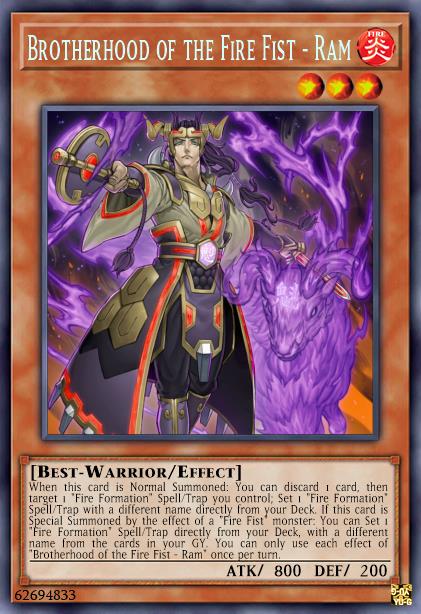 BROTHERHOOD OF THE FIRE FIST - RAM
FIRE
炎
[BEST-WARRIOR/EFFECT]
When this card is Normal Summoned: You can discard 1 card, then
target 1 "Fire Formation" Spell/Trap you control; Set 1 "Fire Formation"
Spell/Trap with a different name directly from your Deck. If this card is
Special Summoned by the effect of a "Fire Fist" monster: You can Set 1
"Fire Formation" Spell/Trap directly from your Deck, with a different
name from the cards in your GY. You can only use each effect of
"Brotherhood of the Fire Fist - Ram" once per turn.
ATK/ 800 DEF/ 200
62694833